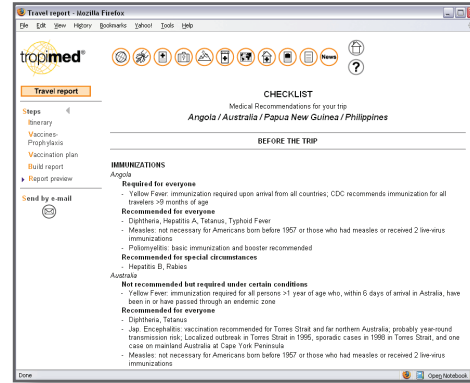 Travel report - Mozilla Firefox
File Edit View History Bookmarks Yahoo! Tools Help
tropimed®
News
?
Travel report
CHECKLIST
Medical Recommendations for your trip
Angola / Australia / Papua New Guinea / Philippines
Steps
Itinerary
Vaccines-
Prophylaxis
Vaccination plan
Build report
Report preview
Send by e-mail
BEFORE THE TRIP
IMMUNIZATIONS
Angola
Required for everyone
- Yellow Fever: immunization required upon arrival from all countries; CDC recommends immunization for all
travelers >9 months of age
Recommended for everyone
- Diphtheria, Hepatitis A, Tetanus, Typhoid Fever
- Measles: not necessary for Americans born before 1957 or those who had measles or received 2 live-virus
immunizations
- Poliomyelitis: basic immunization and booster recommended
Recommended for special circumstances
- Hepatitis B, Rabies
Australia
Not recommended but required under certain conditions
- Yellow Fever: immunization required for all persons >1 year of age who, within 6 days of arrival in Astralia, have
been in or have passed through an endemic zone
Recommended for everyone
- Diphtheria, Tetanus
- Jap. Encephalitis: vaccination recommended for Torres Strait and far northern Australia; probably year-round
transmission risk; Localized outbreak in Torres Strait in 1995, sporadic cases in 1998 in Torres Strait, and one
case on mainland Australia at Cape York Peninsula
- Measles: not necessary for Americans born before 1957 or those who had measles or received 2 live-virus
immunizations
Done
Open Notebook